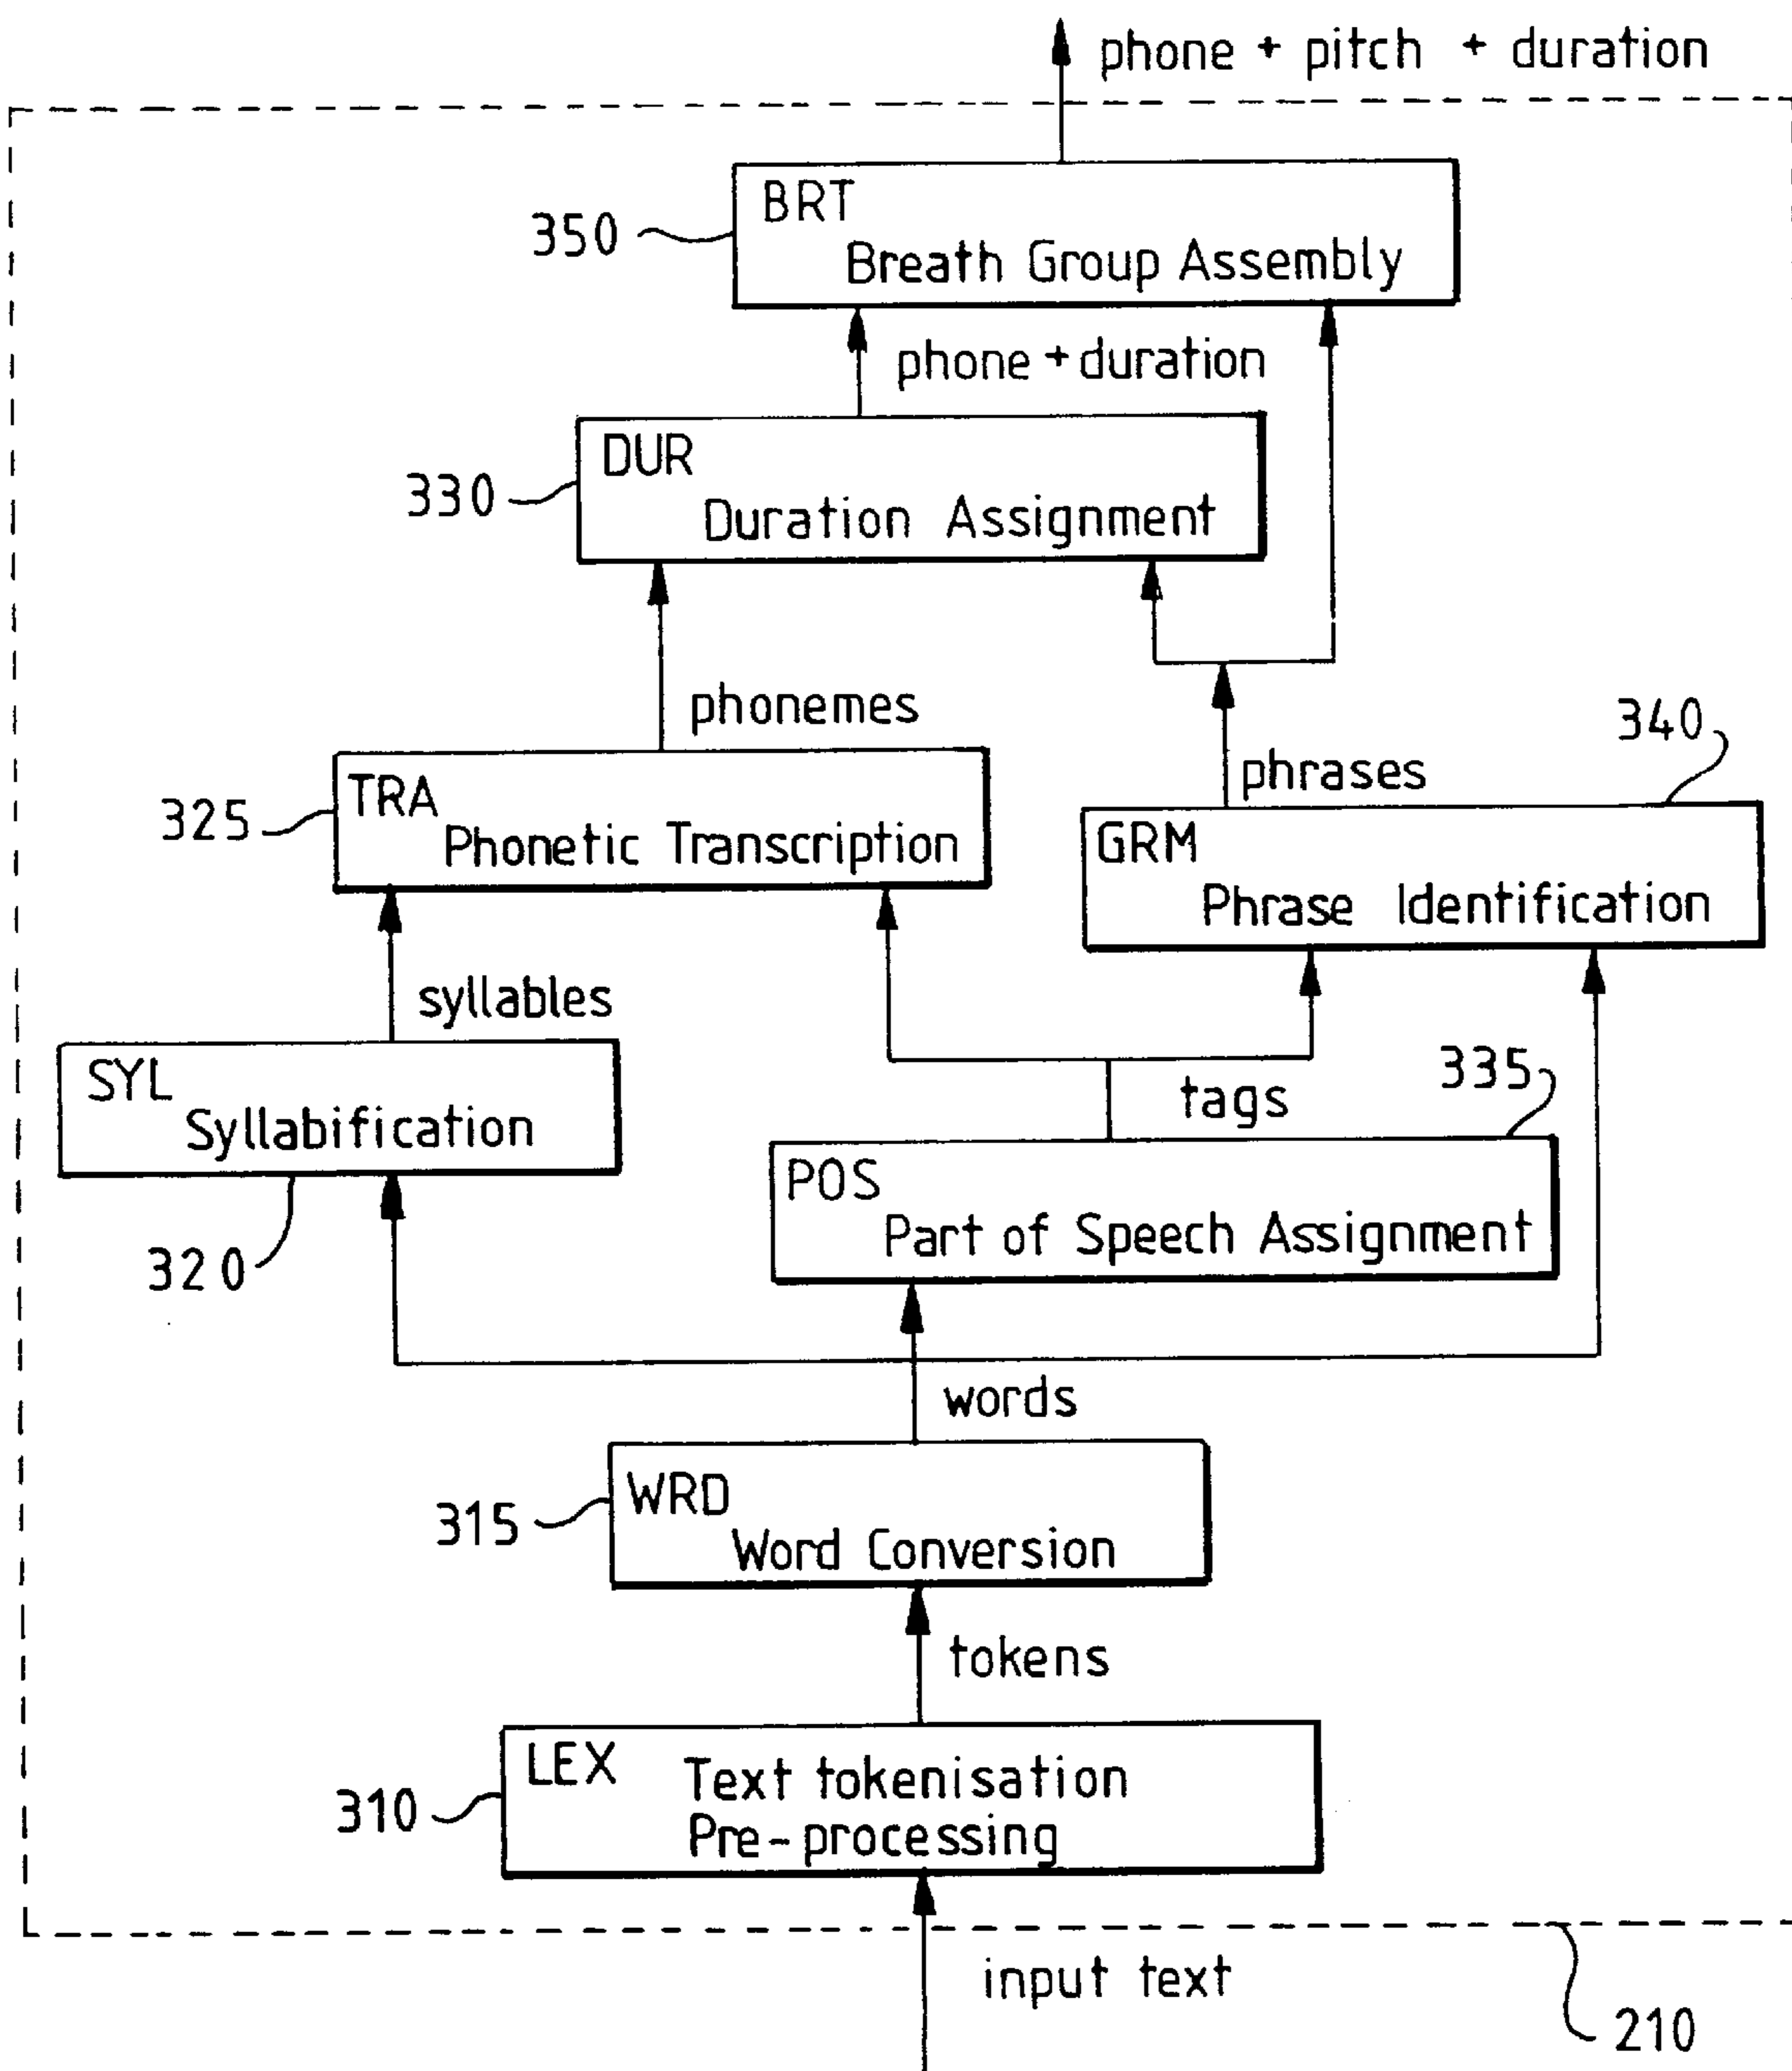 phone + pitch + duration
BRT
350
Breath Group Assembly
phone + duration
DUR
330
Duration Assignment
phonemes
340
phrases
TRA
325
Phonetic Transcription
GRM
Phrase Identification
syllables
335
tags
SYL
Syllabification
POS
Part of Speech Assignment
320
words
WRD
315
Word Conversion
tokens
LEX Text tokenisation
310
Pre-processing
input text
210